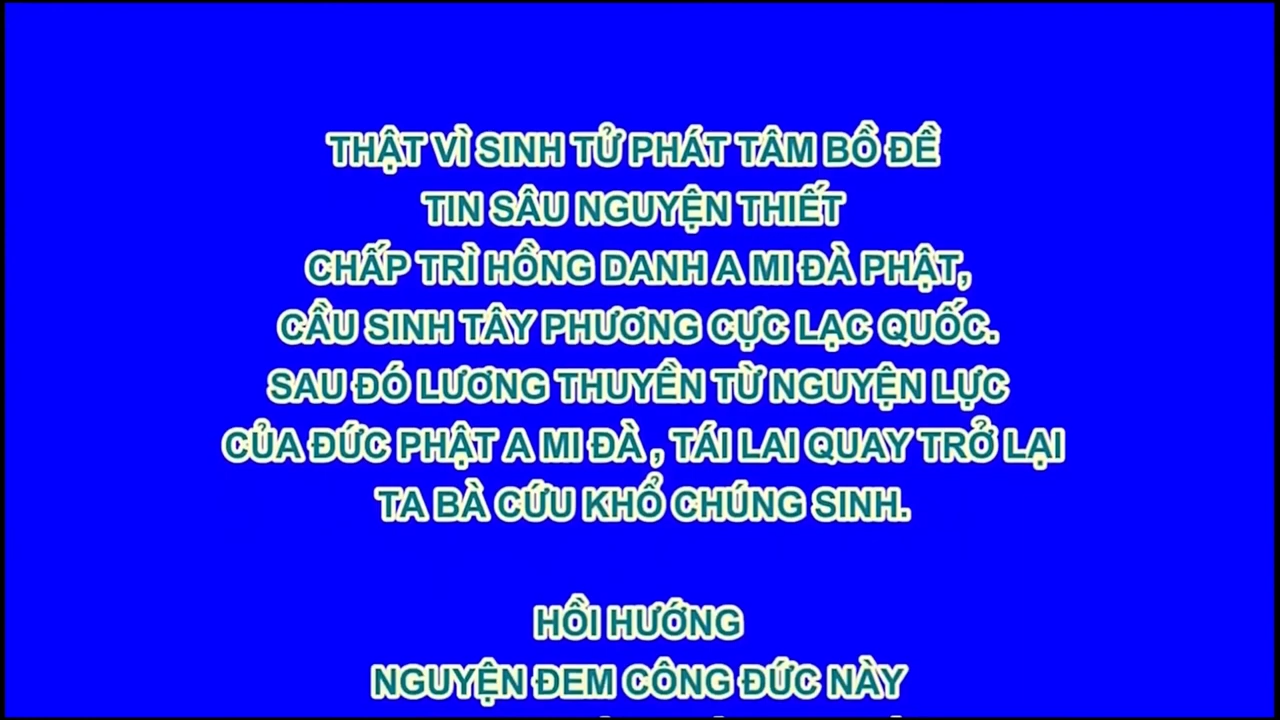 THẬT VÌ SINH TỬ PHÁT TÂM BỒ ĐỀ
TIN SÂU NGUYỆN THIẾT
CHẤP TRÌ HỒNG DANH A MI ĐÀ PHẬT,
CẦU SINH TÂY PHƯƠNG CỰC LẠC QUỐC.
SAU ĐÓ LƯƠNG THUYỀN TỪ NGUYỆN LỰC
CỦA ĐỨC PHẬT A MI ĐÀ , TÁI LAI QUAY TRỞ LẠI
TA BÀ CỨU KHỔ CHÚNG SINH.
HỒI HƯỚNG
NGUYỆN ĐEM CÔNG ĐỨC NÀY